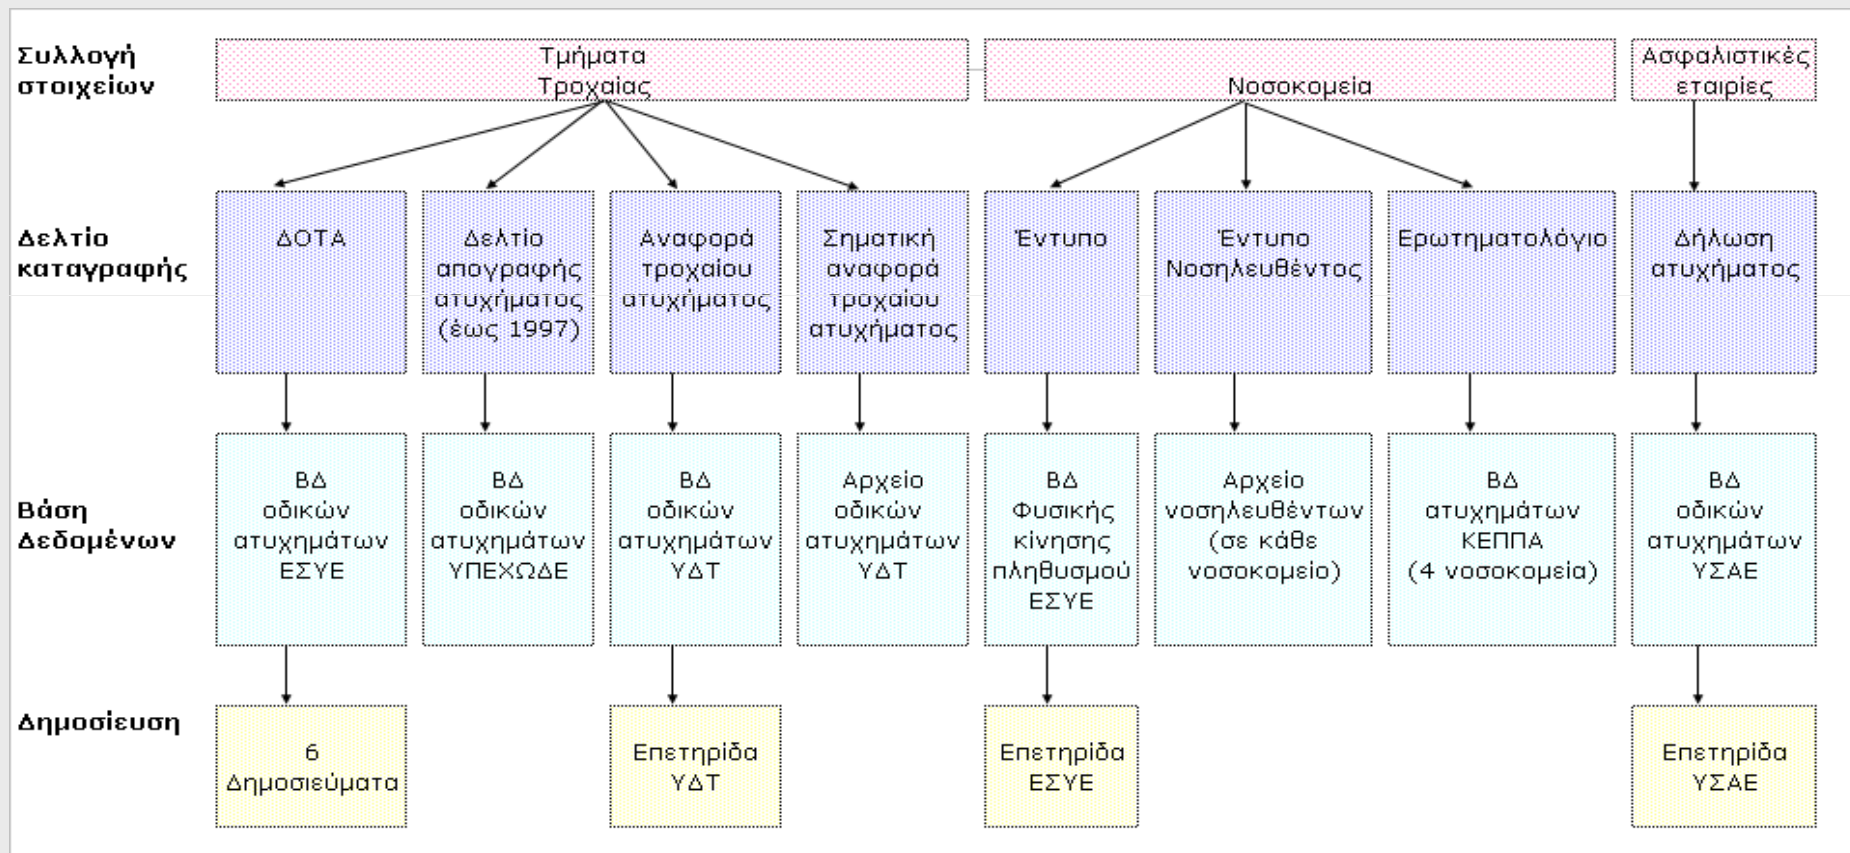 Συλλογή
στοιχείων
Τμήματα
Τροχαίας
Νοσοκομεία
Ασφαλιστικές
εταιρίες
Δελτίο
καταγραφής
ΔΟΤΑ
Δελτίο
απογραφής
ατυχήματος
(έως 1997)
Αναφορά
τροχαίου
ατυχήματος
Σηματική
αναφορά
τροχαίου
ατυχήματος
Έντυπο
Έντυπο
Νοσηλευθέντος
Ερωτηματολόγιο
Δήλωση
ατυχήματος
Βάση
Δεδομένων
ΒΔ
οδικών
ατυχημάτων
ΕΣΥΕ
ΒΔ
οδικών
ατυχημάτων
ΥΠΕΧΩΔΕ
ΒΔ
οδικών
ατυχημάτων
ΥΔΤ
Αρχείο
οδικών
ατυχημάτων
ΥΔΤ
ΒΔ
Φυσικής
κίνησης
πληθυσμού
ΕΣΥΕ
Αρχείο
νοσηλευθέντων
(σε κάθε
νοσοκομείο)
ΒΔ
ατυχημάτων
ΚΕΠΠΑ
(4 νοσοκομεία)
ΒΔ
οδικών
ατυχημάτων
ΥΣΑΕ
Δημοσίευση
6
Δημοσιεύματα
Επετηρίδα
ΥΔΤ
Επετηρίδα
ΕΣΥΕ
Επετηρίδα
ΥΣΑΕ